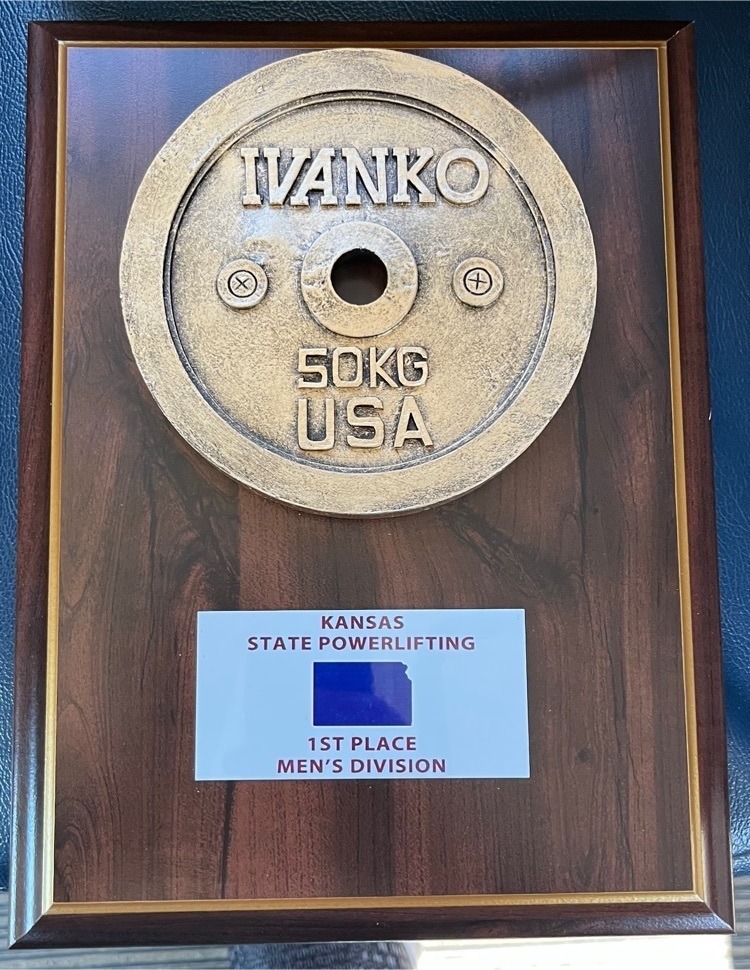 IVANKO
50KG
USA
KANSAS
STATE POWERLIFTING
1ST PLACE
MEN'S DIVISION